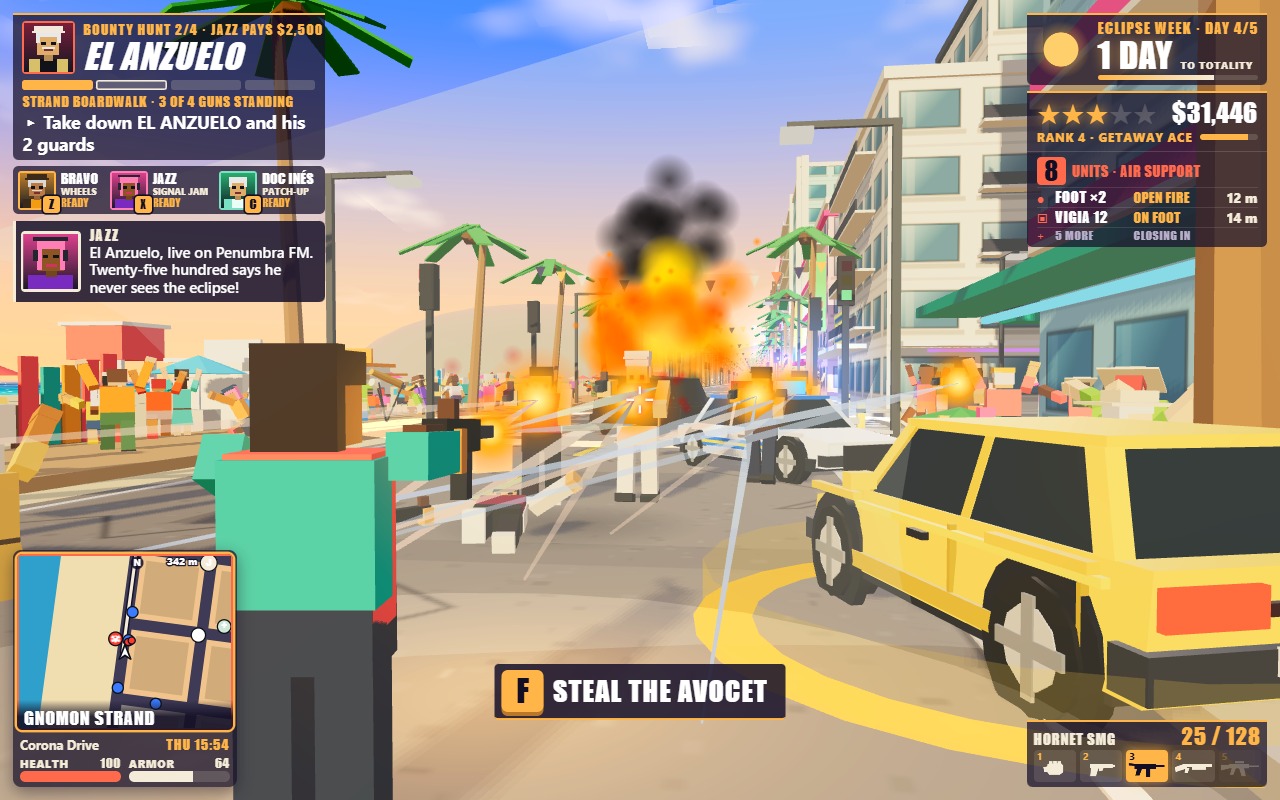 BOUNTY HUNT 2/4 · JAZZ PAYS $2,500
EL ANZUELO
STRAND BOARDWALK · 3 OF 4 GUNS STANDING
▸ Take down EL ANZUELO and his
2 guards
BRAVO
WHEELS
Z READY
JAZZ
SIGNAL JAM
X READY
DOC INÉS
PATCH-UP
C READY
JAZZ
El Anzuelo, live on Penumbra FM.
Twenty-five hundred says he
never sees the eclipse!
ECLIPSE WEEK · DAY 4/5
1 DAY TO TOTALITY
$31,446
RANK 4 · GETAWAY ACE
8 UNITS · AIR SUPPORT
FOOT ×2 OPEN FIRE 12 m
VIGIA 12 ON FOOT 14 m
+ 5 MORE CLOSING IN
F STEAL THE AVOCET
N 342 m
GNOMON STRAND
Corona Drive THU 15:54
HEALTH 100 ARMOR 64
HORNET SMG 25 / 128
1 2 3 4 5